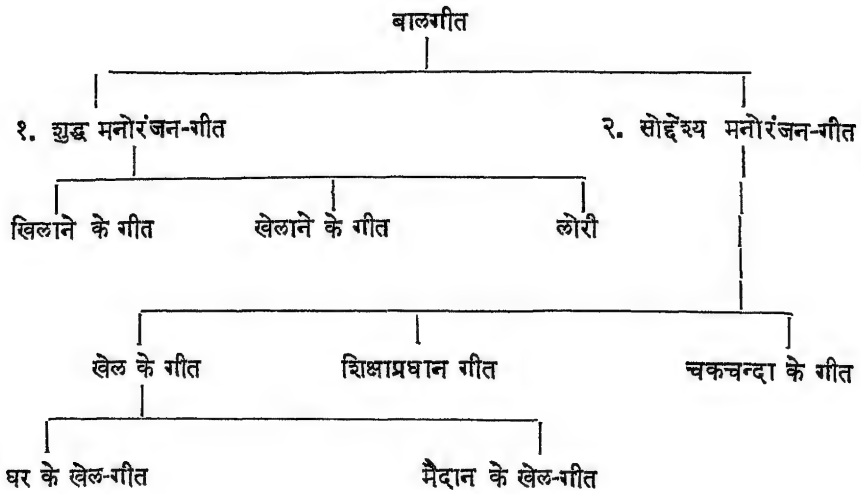 बालगीत
१. शुद्ध मनोरंजन-गीत २. सोद्देश्य मनोरंजन-गीत
खिलाने के गीत खेलाने के गीत लोरी
खेल के गीत शिक्षाप्रधान गीत चकचन्दा के गीत
घर के खेल-गीत मैदान के खेल-गीत